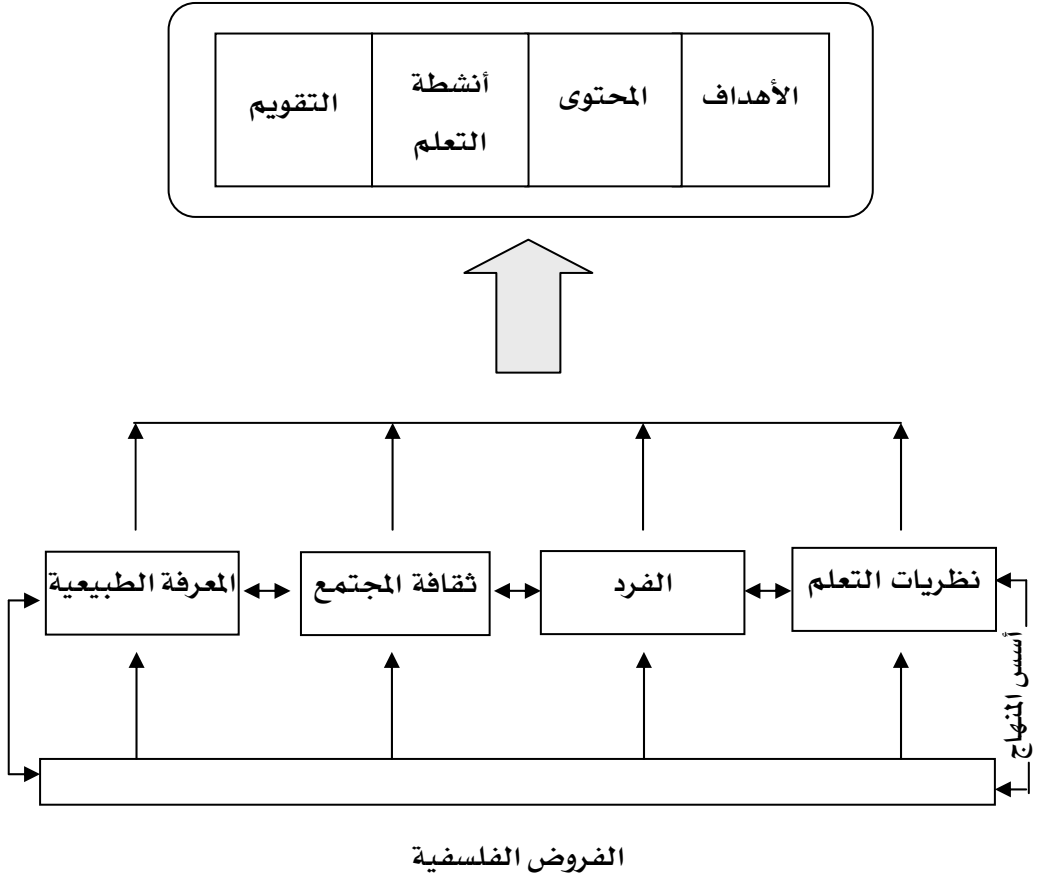 الأهداف
المحتوى
أنشطة
التعلم
التقويم
نظريات التعلم
الفرد
ثقافة المجتمع
المعرفة الطبيعية
أسس المنهاج
الفروض الفلسفية